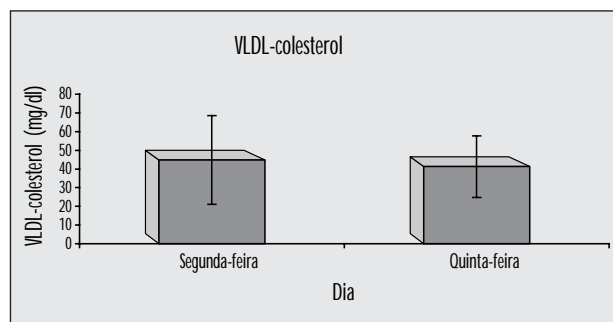 VLDL-colesterol
VLDL-colesterol (mg/dl)
80
70
60
50
40
30
20
10
0
Segunda-feira Quinta-feira
Dia